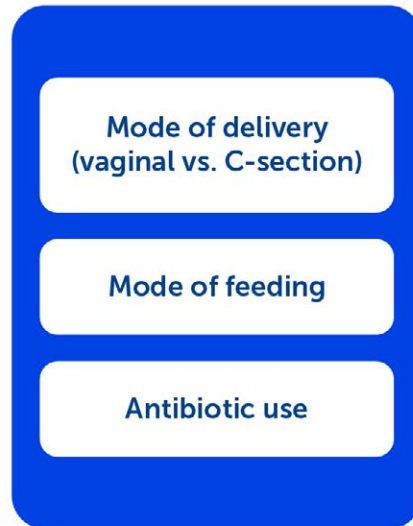 Mode of delivery
(vaginal vs. C-section)
Mode of feeding
Antibiotic use